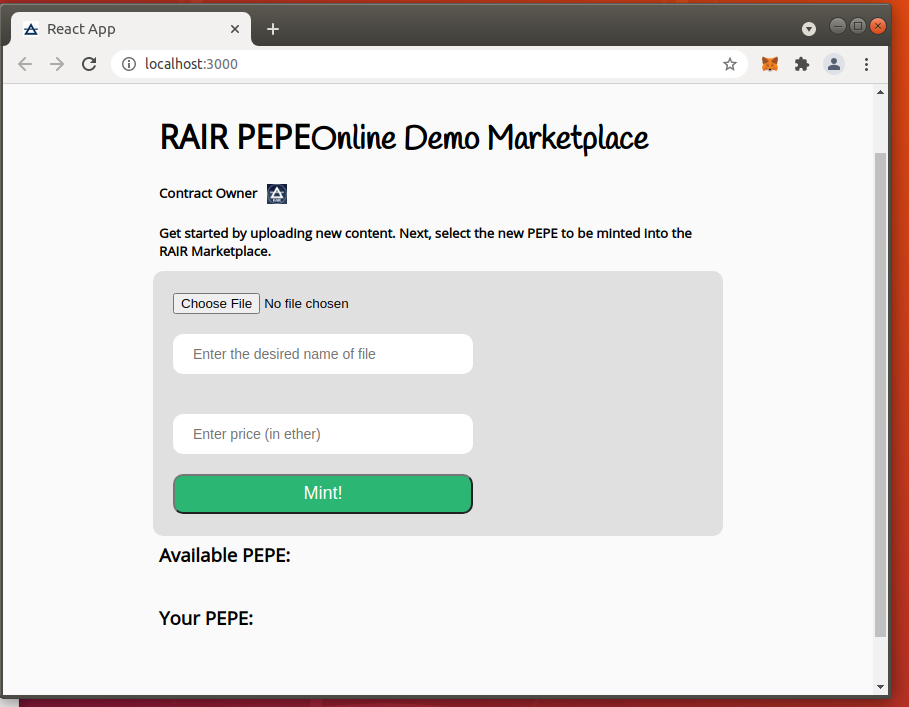 React App
localhost:3000
RAIR PEPEOnline Demo Marketplace
Contract Owner
RAIR
Get started by uploading new content. Next, select the new PEPE to be minted into the
RAIR Marketplace.
Choose File No file chosen
Enter the desired name of file
Enter price (in ether)
Mint!
Available PEPE:
Your PEPE: